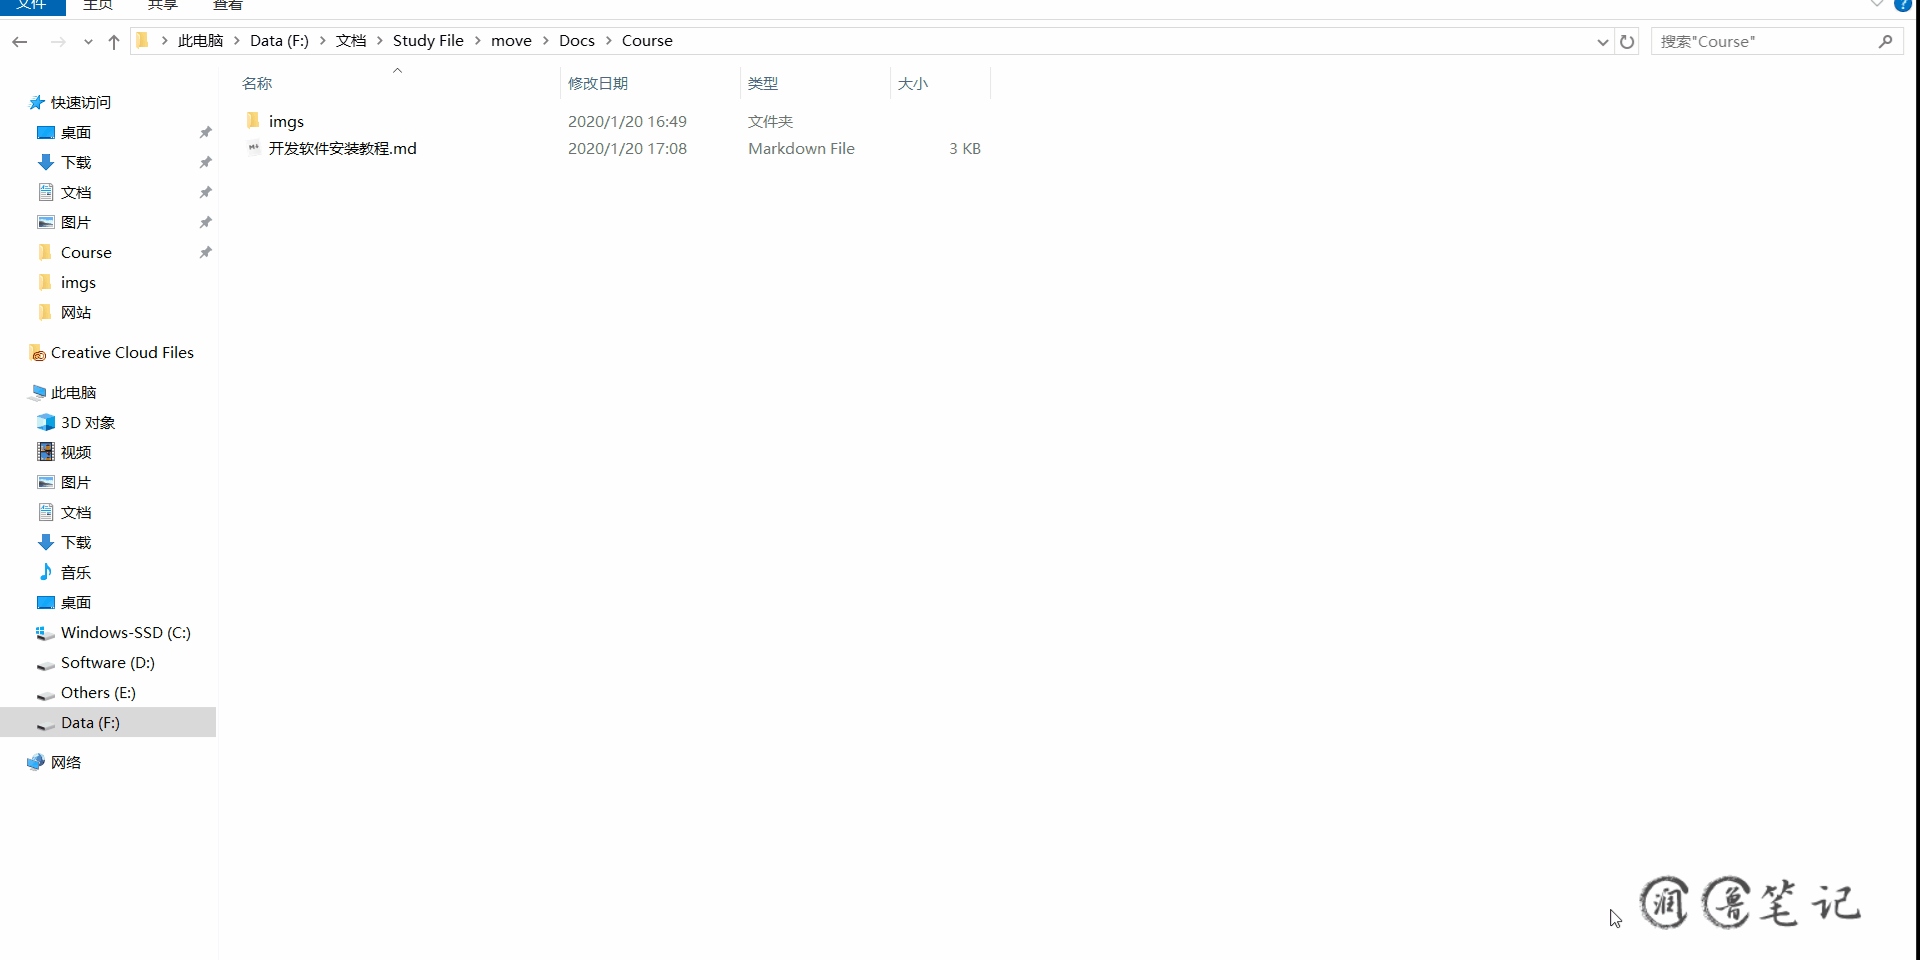 文件 主页 共享 查看
此电脑 Data (F:) 文档 Study File move Docs Course 搜索"Course"
名称 修改日期 类型 大小
imgs 2020/1/20 16:49 文件夹
开发软件安装教程.md 2020/1/20 17:08 Markdown File 3 KB
快速访问
桌面
下载
文档
图片
Course
imgs
网站
Creative Cloud Files
此电脑
3D 对象
视频
图片
文档
下载
音乐
桌面
Windows-SSD (C:)
Software (D:)
Others (E:)
Data (F:)
网络
润鲁笔记